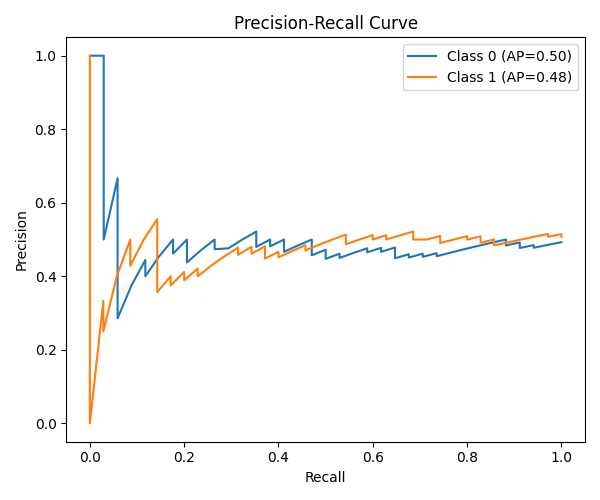 Precision-Recall Curve
Class 0 (AP=0.50)
Class 1 (AP=0.48)
Precision
1.0
0.8
0.6
0.4
0.2
0.0
0.0 0.2 0.4 0.6 0.8 1.0
Recall